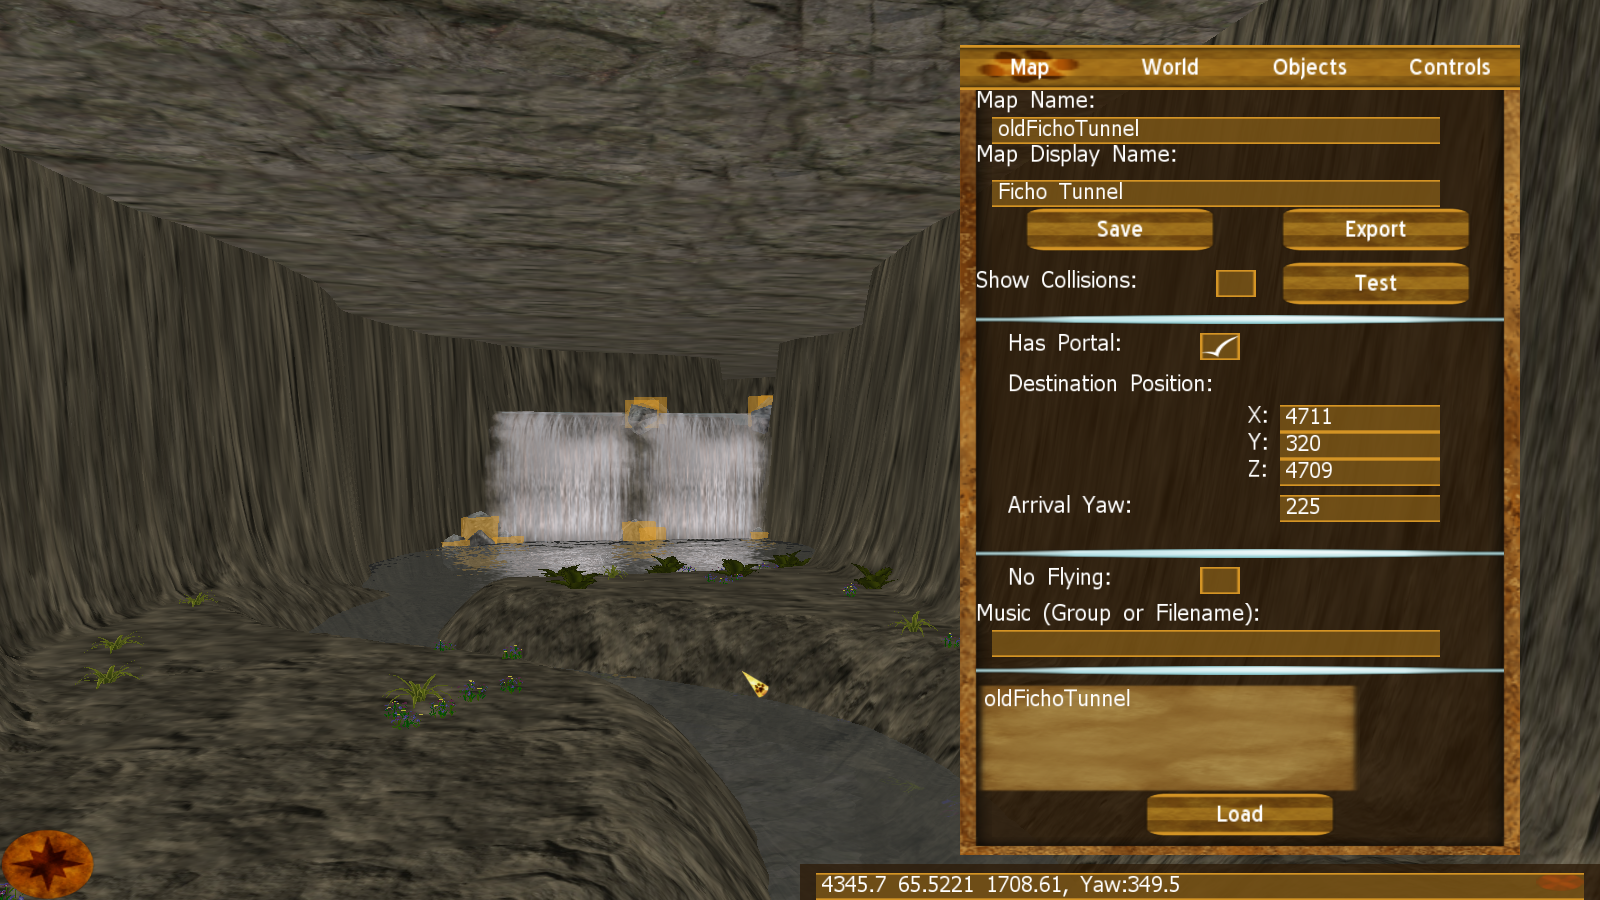 Map World Objects Controls
Map Name:
oldFichoTunnel
Map Display Name:
Ficho Tunnel
Save Export
Show Collisions: Test
Has Portal:
Destination Position:
X: 4711
Y: 320
Z: 4709
Arrival Yaw: 225
No Flying:
Music (Group or Filename):
oldFichoTunnel
Load
4345.7 65.5221 1708.61, Yaw:349.5